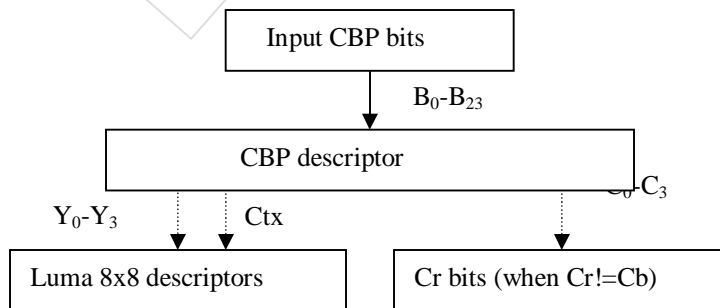 Input CBP bits
B₀-B₂₃
CBP descriptor
C₀-C₃
Y₀-Y₃
Ctx
Luma 8x8 descriptors
Cr bits (when Cr!=Cb)